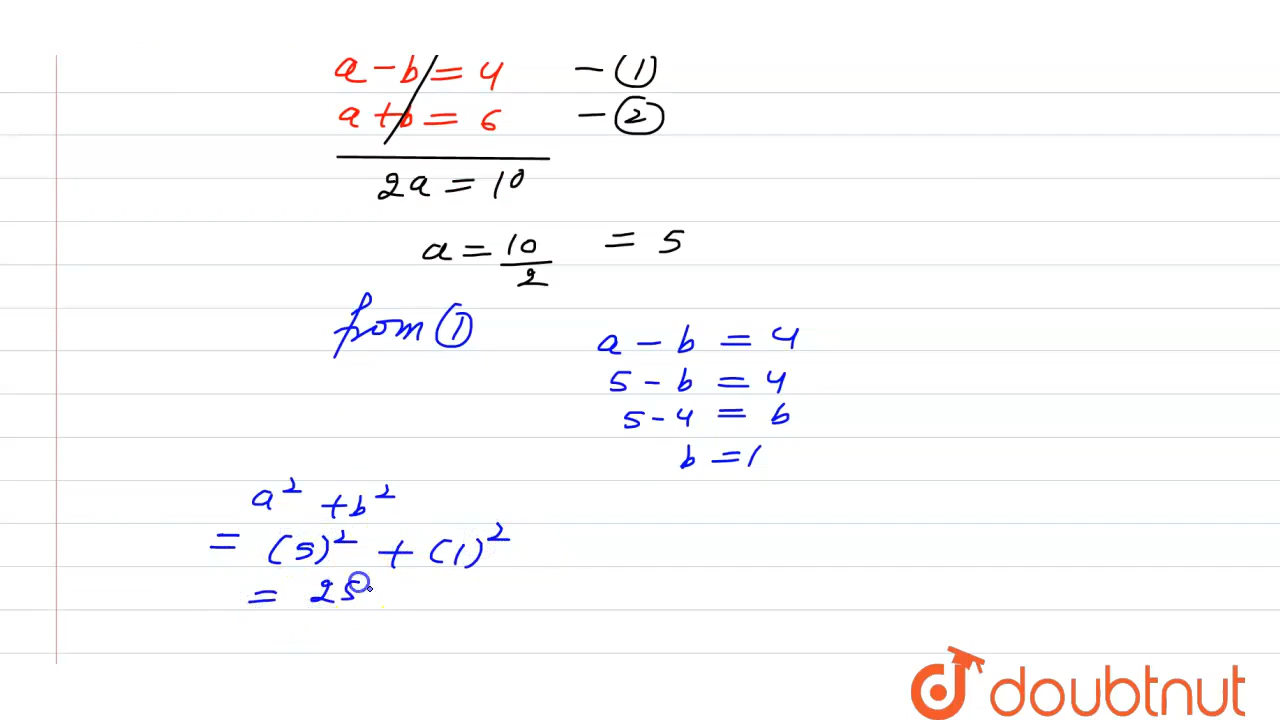 a - b = 4 - (1)
a + b = 6 - (2)
2a = 10
a = 10/2 = 5
from (1)
a - b = 4
5 - b = 4
5 - 4 = b
b = 1
a² + b²
= (5)² + (1)²
= 25
doubtnut